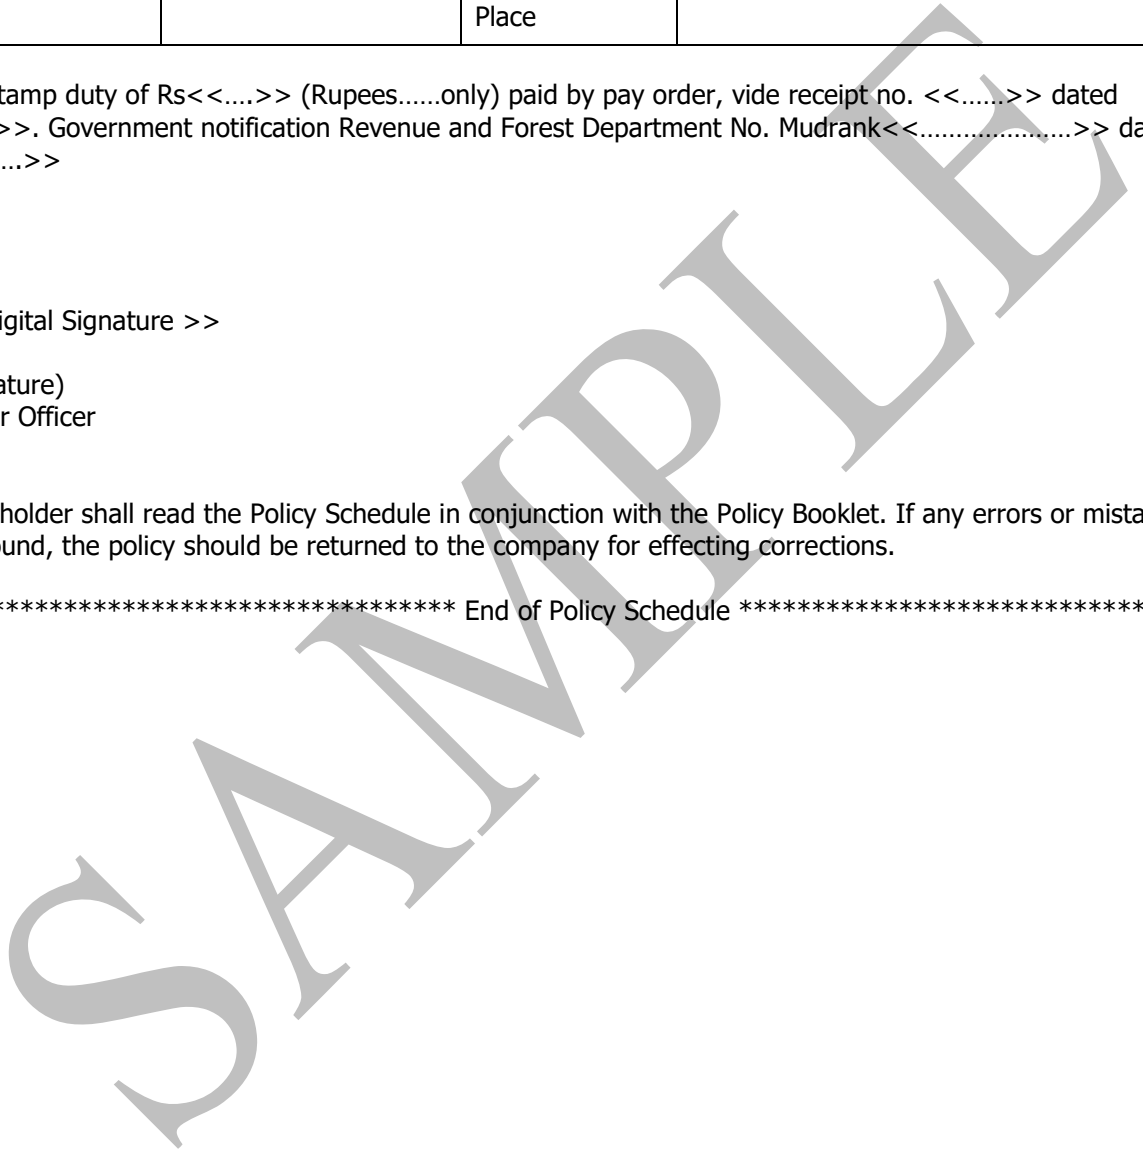 Place
tamp duty of Rs<<….>> (Rupees……only) paid by pay order, vide receipt no. <<……>> dated
>>. Government notification Revenue and Forest Department No. Mudrank<<…………………>> da
….>>
igital Signature >>
ature)
r Officer
holder shall read the Policy Schedule in conjunction with the Policy Booklet. If any errors or mista
ound, the policy should be returned to the company for effecting corrections.
******************************** End of Policy Schedule ****************************
SAMPLE